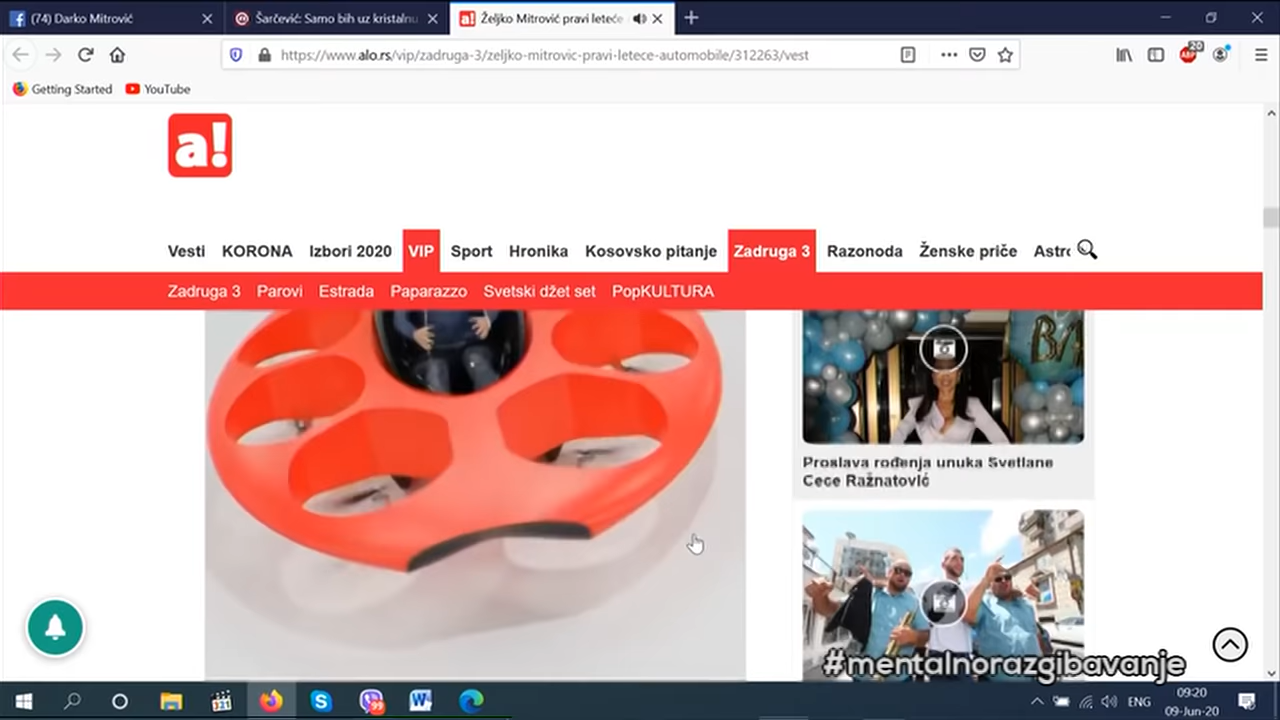 (74) Darko Mitrović
Šarčević: Samo bih uz kristalnu
Željko Mitrović pravi leteće
https://www.alo.rs/vip/zadruga-3/zeljko-mitrovic-pravi-letece-automobile/312263/vest
20
Getting Started
YouTube
a!
Vesti KORONA Izbori 2020 VIP Sport Hronika Kosovsko pitanje Zadruga 3 Razonoda Ženske priče Astro
Zadruga 3 Parovi Estrada Paparazzo Svetski džet set PopKULTURA
Proslava rođenja unuka Svetlane
Cece Ražnatović
#mentalnorazgibavanje
99
ENG
09:20
09-Jun-20